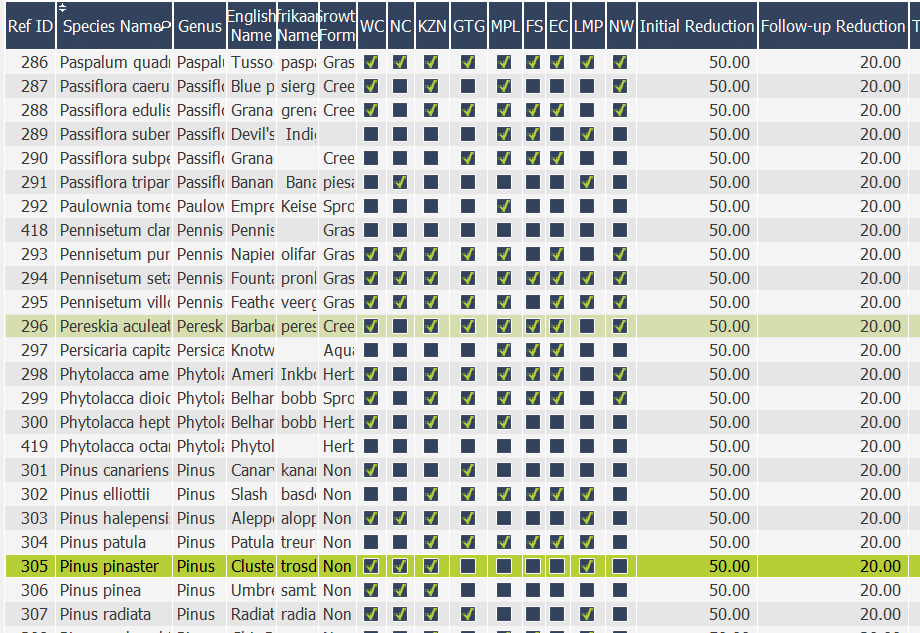 Ref ID Species Name Genus English Name frikaan Name rowt Form WC NC KZN GTG MPL FS EC LMP NW Initial Reduction Follow-up Reduction T
286 Paspalum quadr Paspalu Tusso paspa Gras 50.00 20.00
287 Passiflora caeru Passiflo Blue p sierg Cree 50.00 20.00
288 Passiflora edulis Passiflo Grana grena Cree 50.00 20.00
289 Passiflora suber Passiflo Devil's Indi 50.00 20.00
290 Passiflora subpe Passiflo Grana Cree 50.00 20.00
291 Passiflora tripar Passiflo Banan Bana piesa 50.00 20.00
292 Paulownia tome Paulow Empre Keise Spro 50.00 20.00
418 Pennisetum clan Pennis Pennis Gras 50.00 20.00
293 Pennisetum pur Pennis Napier olifan Gras 50.00 20.00
294 Pennisetum seta Pennis Founta pronk Gras 50.00 20.00
295 Pennisetum villo Pennis Feathe veerg Gras 50.00 20.00
296 Pereskia aculeat Peresk Barbad peres Cree 50.00 20.00
297 Persicaria capita Persica Knotw Aqua 50.00 20.00
298 Phytolacca ame Phytola Ameri Inkbo Herb 50.00 20.00
299 Phytolacca dioic Phytola Belhar bobb Spro 50.00 20.00
300 Phytolacca hept Phytola Belhar bobb Herb 50.00 20.00
419 Phytolacca octar Phytola Phytol Herb 50.00 20.00
301 Pinus canariens Pinus Canary kanar Non 50.00 20.00
302 Pinus elliottii Pinus Slash basde Non 50.00 20.00
303 Pinus halepensi Pinus Aleppo alopp Non 50.00 20.00
304 Pinus patula Pinus Patula treur Non 50.00 20.00
305 Pinus pinaster Pinus Cluste trosd Non 50.00 20.00
306 Pinus pinea Pinus Umbre samb Non 50.00 20.00
307 Pinus radiata Pinus Radiat radia Non 50.00 20.00